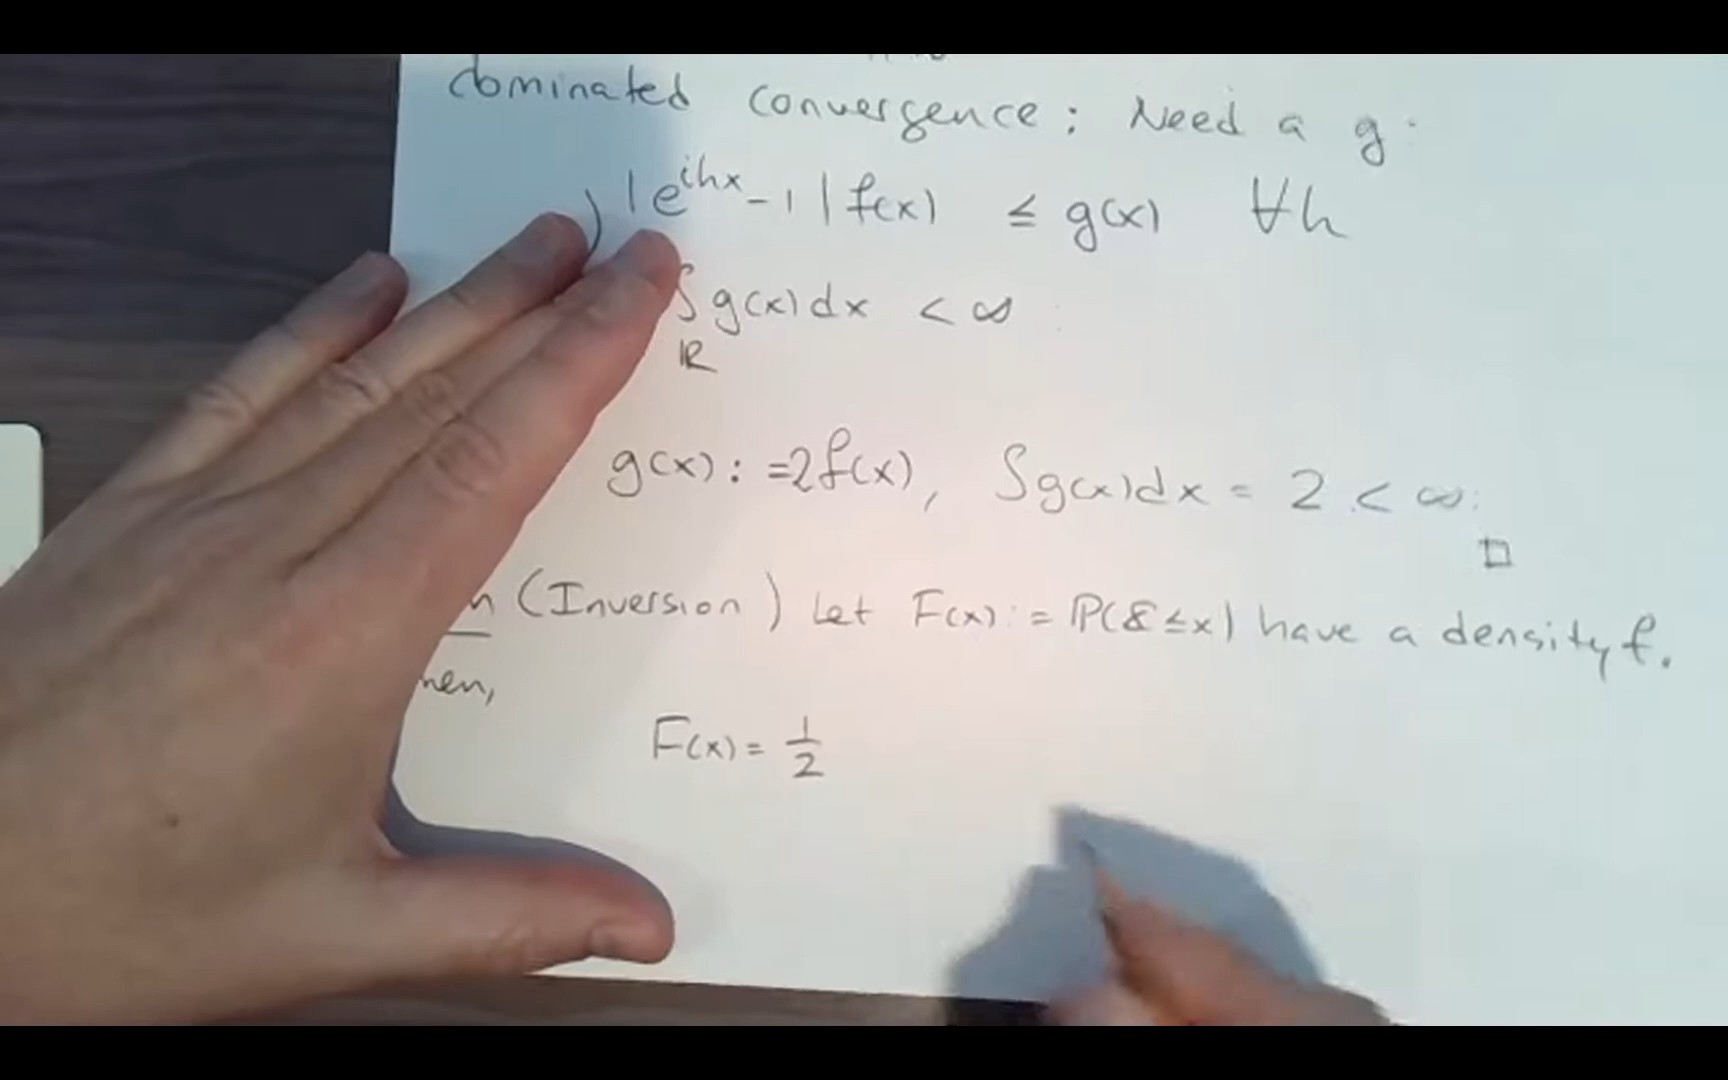 dominated convergence: Need a g.
) |e^{ihx} - 1| f(x) ≤ g(x) ∀h
∫_ℝ g(x)dx < ∞
g(x) := 2f(x), ∫g(x)dx = 2 < ∞.
□
(Inversion) Let F(x) := ℙ(ξ ≤ x) have a density f.
F(x) = 1/2